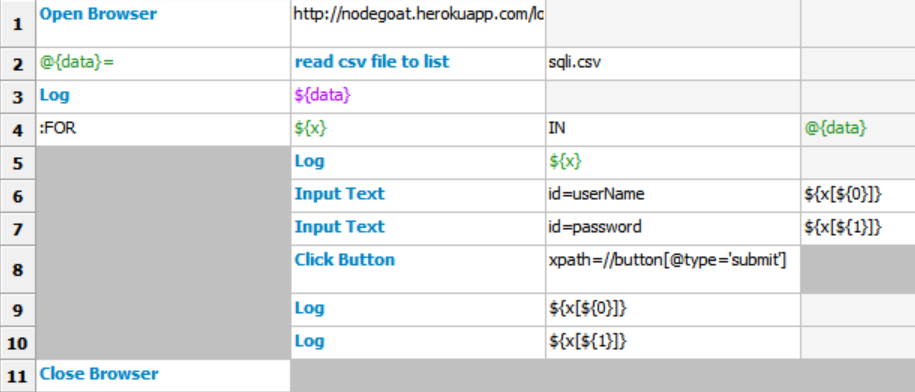 1 Open Browser http://nodegoat.herokuapp.com/lo
2 @{data}= read csv file to list sqli.csv
3 Log ${data}
4 :FOR ${x} IN @{data}
5 Log ${x}
6 Input Text id=userName ${x[${0}]}
7 Input Text id=password ${x[${1}]}
8 Click Button xpath=//button[@type='submit']
9 Log ${x[${0}]}
10 Log ${x[${1}]}
11 Close Browser